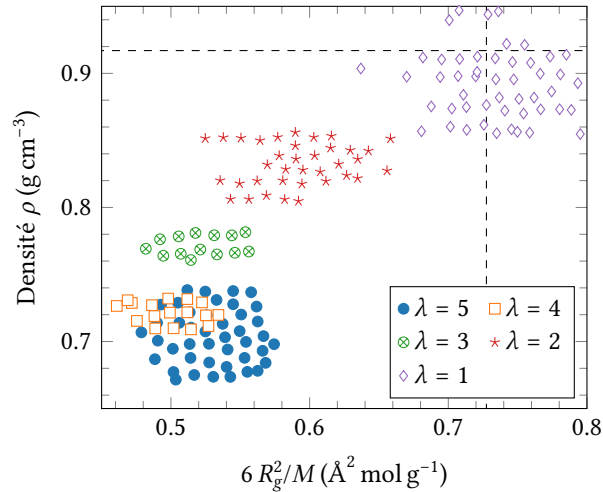 0.9
0.8
0.7
0.5 0.6 0.7 0.8
Densité ρ (g cm⁻³)
6 R_g²/M (Å² mol g⁻¹)
λ = 5 λ = 4
λ = 3 λ = 2
λ = 1